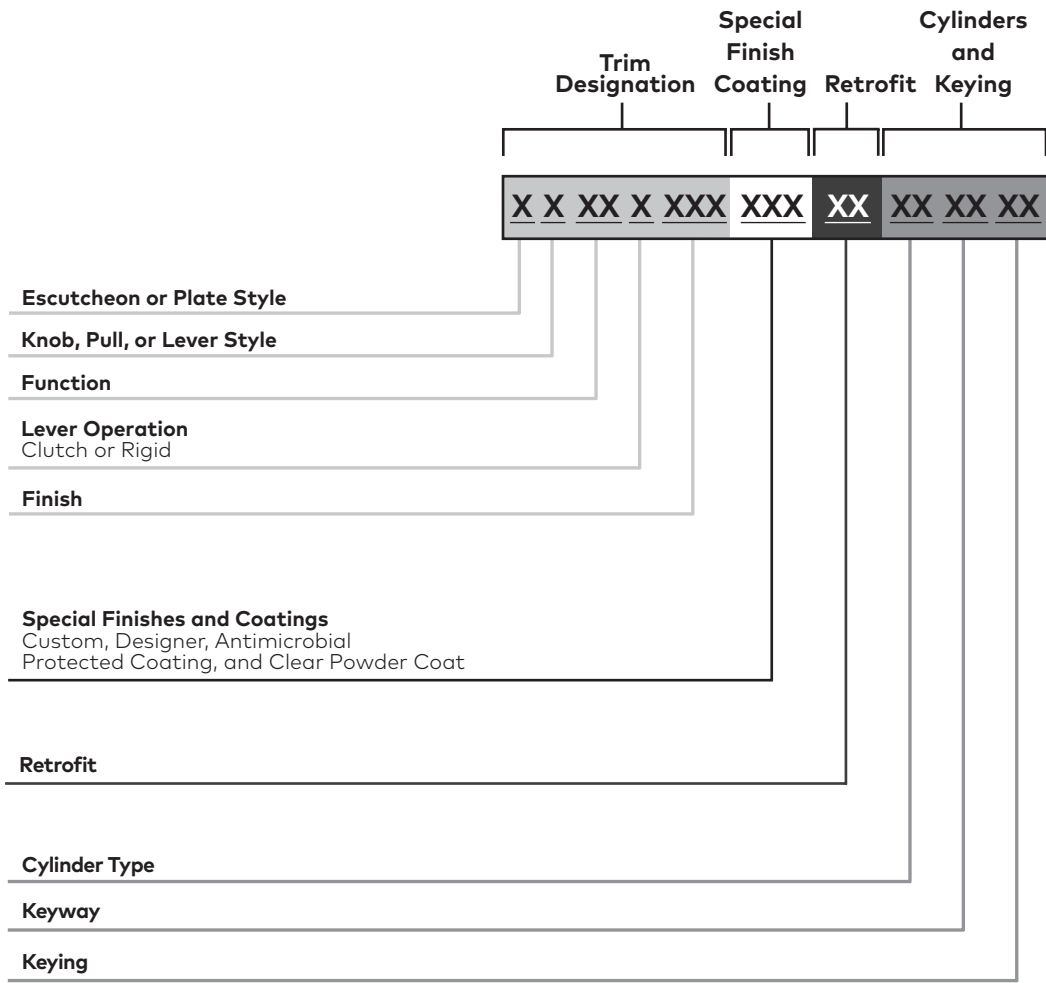 Special
Finish
Coating
Cylinders
and
Keying
Trim
Designation
Retrofit
X X XX X XXX XXX XX XX XX XX
Escutcheon or Plate Style
Knob, Pull, or Lever Style
Function
Lever Operation
Clutch or Rigid
Finish
Special Finishes and Coatings
Custom, Designer, Antimicrobial
Protected Coating, and Clear Powder Coat
Retrofit
Cylinder Type
Keyway
Keying